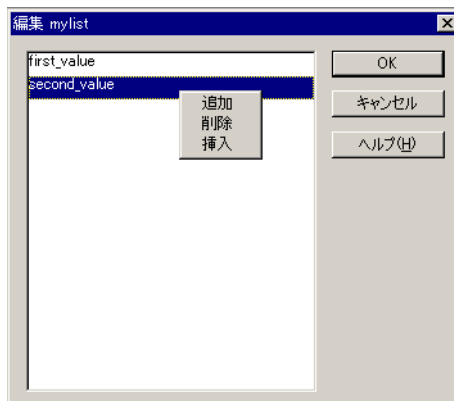 編集 mylist
first_value
second_value
追加
削除
挿入
OK
キャンセル
ヘルプ(H)